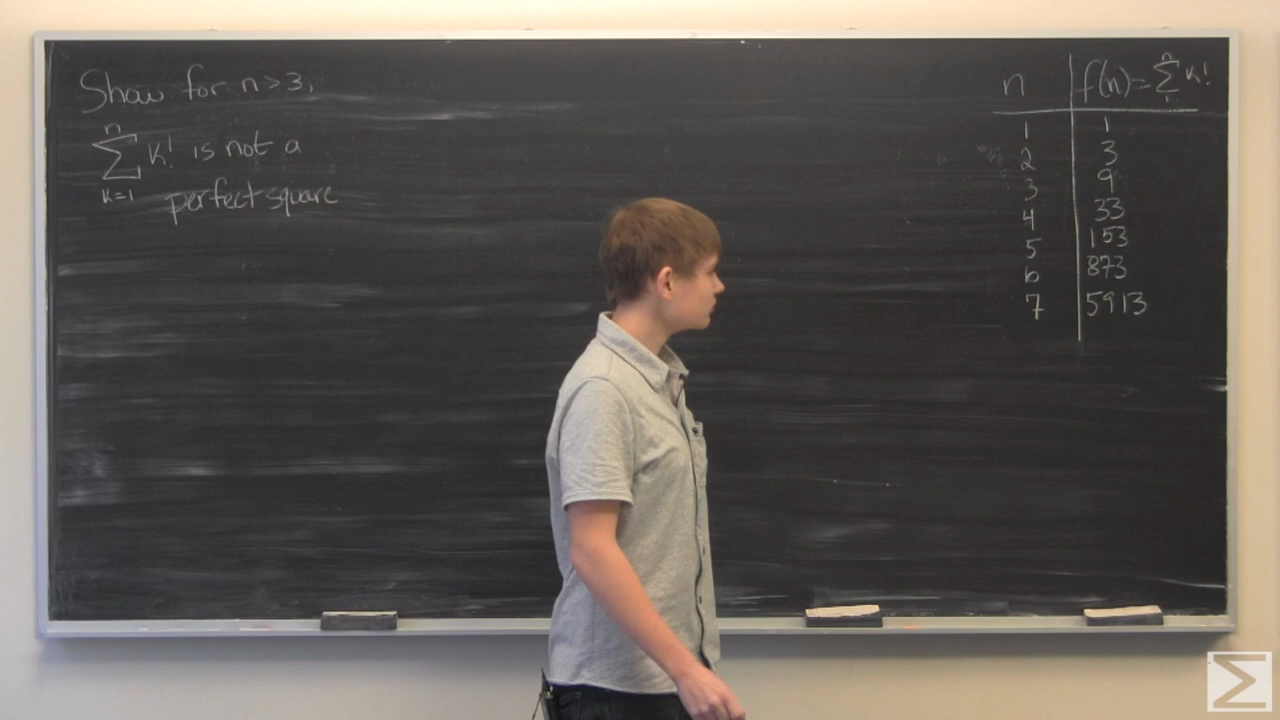 Show for n>3,
n
∑ k! is not a
k=1 perfect square
n f(n)=∑ⁿ₁ k!
1 1
2 3
3 9
4 33
5 153
6 873
7 5913
Σ